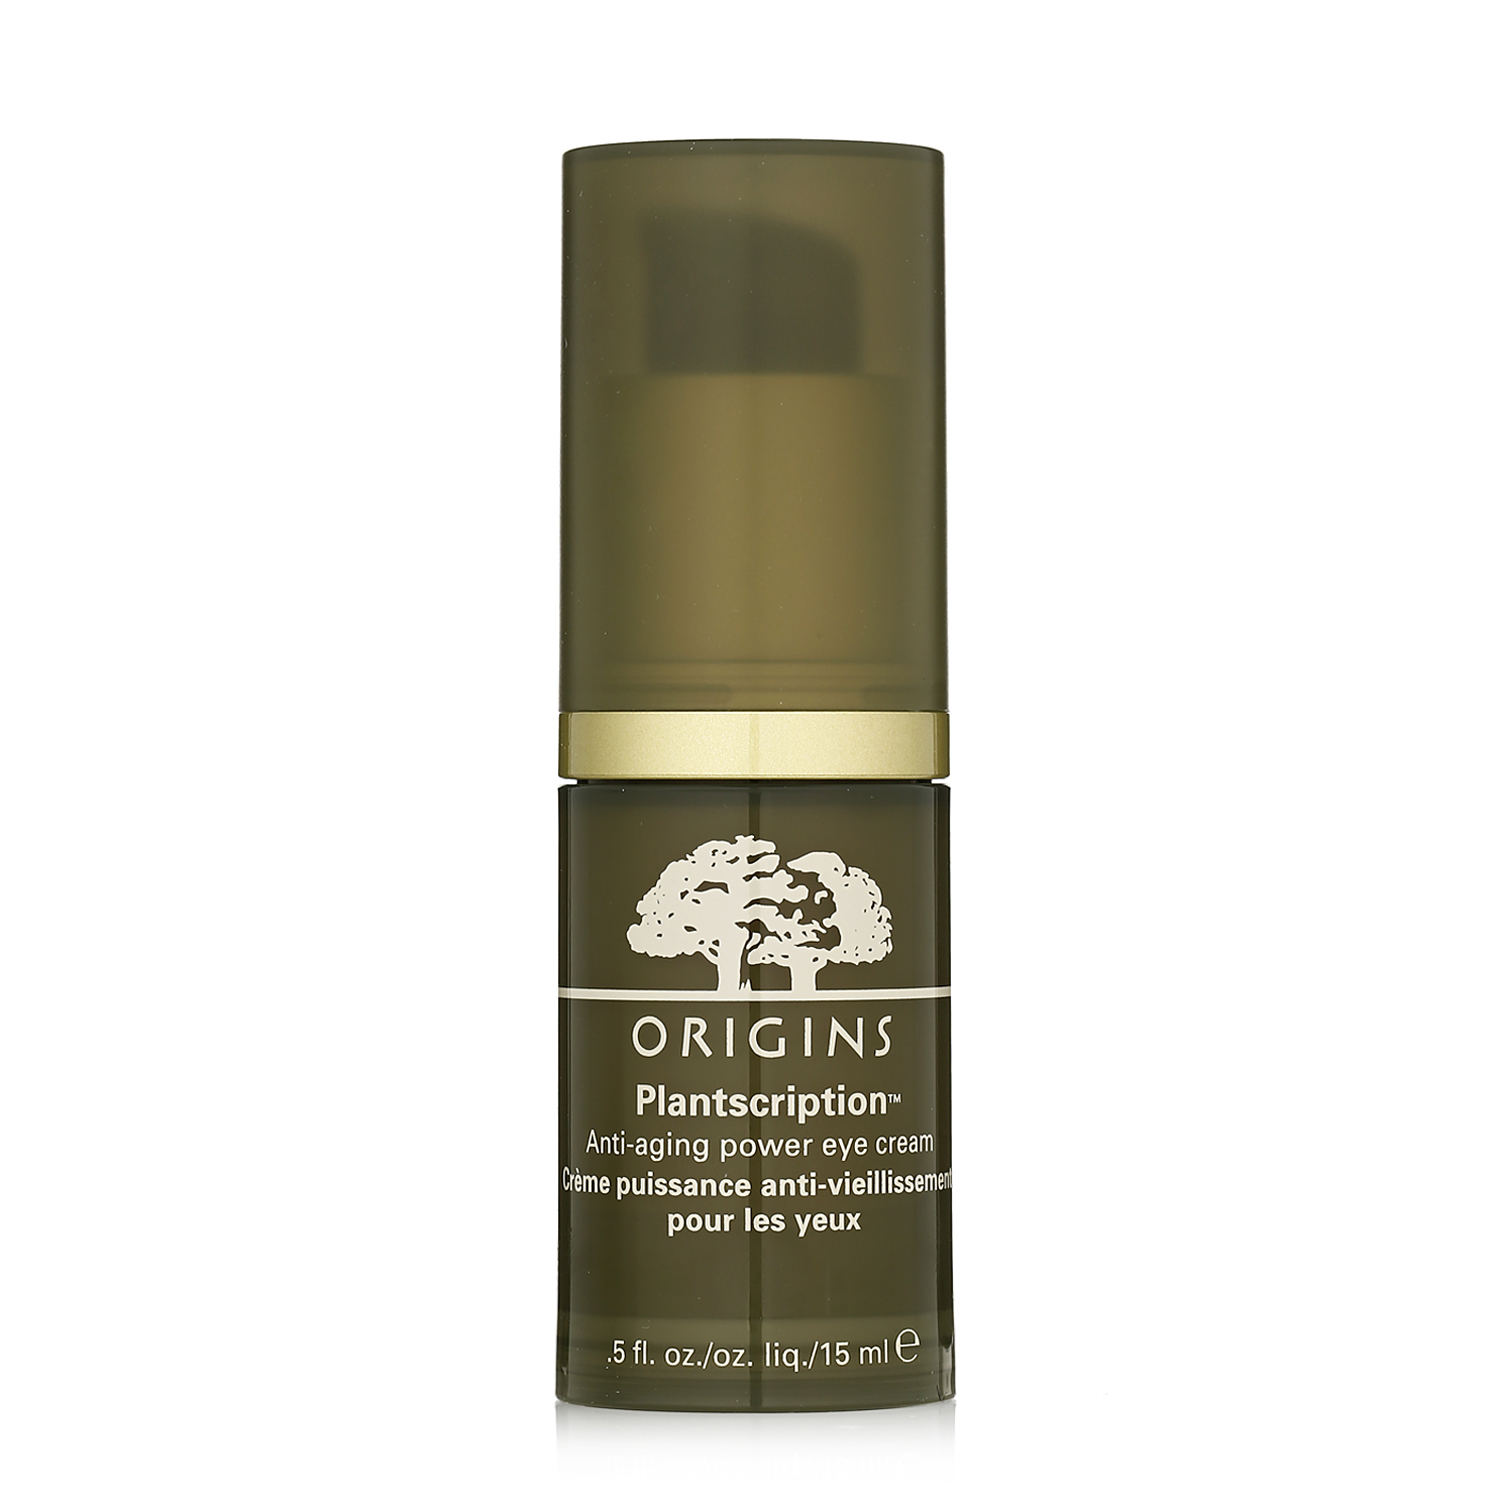 ORIGINS
Plantscription™
Anti-aging power eye cream
Crème puissance anti-vieillissement
pour les yeux
.5 fl. oz./oz. liq./15 ml ℮